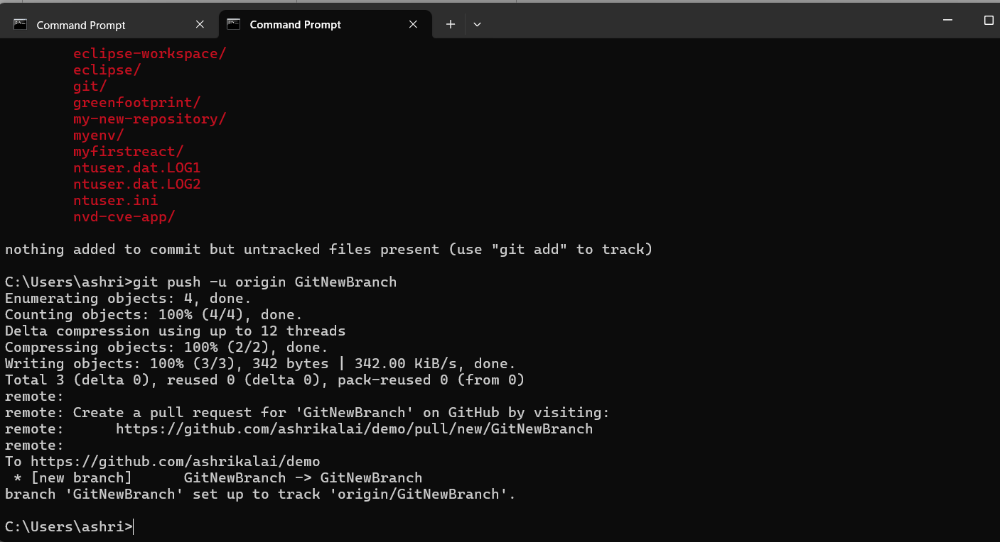 Command Prompt
Command Prompt
eclipse-workspace/
eclipse/
git/
greenfootprint/
my-new-repository/
myenv/
myfirstreact/
ntuser.dat.LOG1
ntuser.dat.LOG2
ntuser.ini
nvd-cve-app/
nothing added to commit but untracked files present (use "git add" to track)
C:\Users\ashri>git push -u origin GitNewBranch
Enumerating objects: 4, done.
Counting objects: 100% (4/4), done.
Delta compression using up to 12 threads
Compressing objects: 100% (2/2), done.
Writing objects: 100% (3/3), 342 bytes | 342.00 KiB/s, done.
Total 3 (delta 0), reused 0 (delta 0), pack-reused 0 (from 0)
remote:
remote: Create a pull request for 'GitNewBranch' on GitHub by visiting:
remote:      https://github.com/ashrikalai/demo/pull/new/GitNewBranch
remote:
To https://github.com/ashrikalai/demo
 * [new branch]      GitNewBranch -> GitNewBranch
branch 'GitNewBranch' set up to track 'origin/GitNewBranch'.
C:\Users\ashri>